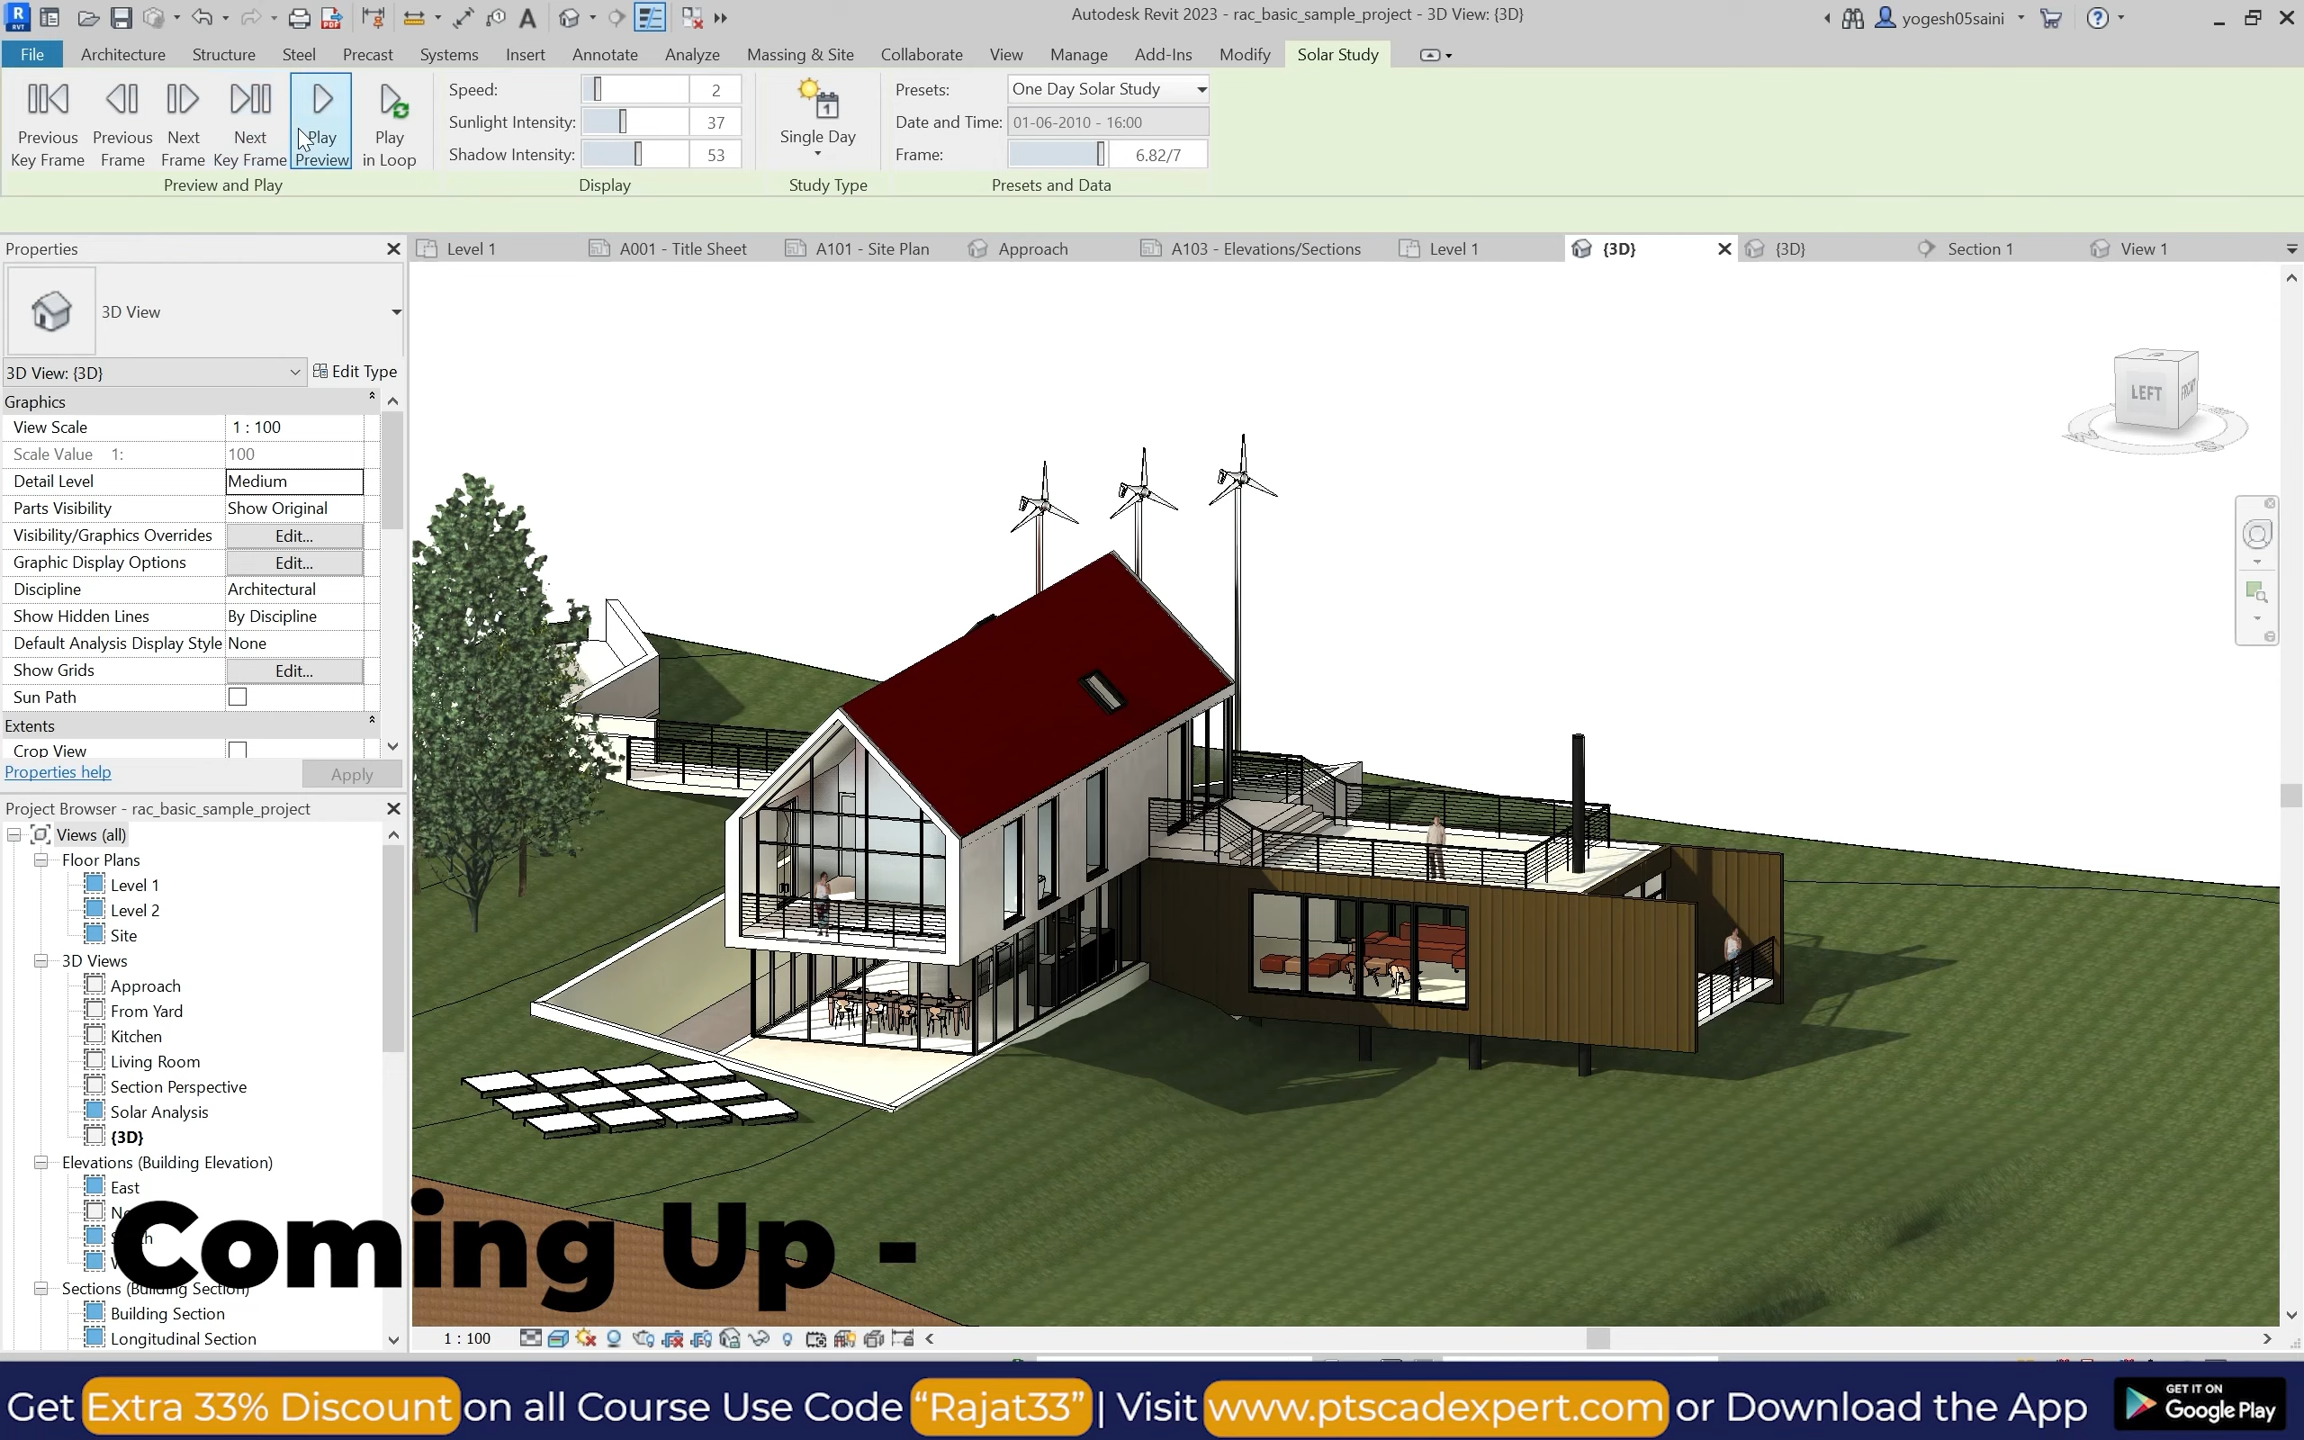 Autodesk Revit 2023 - rac_basic_sample_project - 3D View: {3D}
yogesh05saini
File Architecture Structure Steel Precast Systems Insert Annotate Analyze Massing & Site Collaborate View Manage Add-Ins Modify Solar Study
Previous Key Frame
Previous Frame
Next Frame
Next Key Frame
Play Preview
Play in Loop
Preview and Play
Speed: 2
Sunlight Intensity: 37
Shadow Intensity: 53
Display
Single Day
Study Type
Presets: One Day Solar Study
Date and Time: 01-06-2010 - 16:00
Frame: 6.82/7
Presets and Data
Level 1 A001 - Title Sheet A101 - Site Plan Approach A103 - Elevations/Sections Level 1 {3D} {3D} Section 1 View 1
Properties
3D View
3D View: {3D} Edit Type
Graphics
View Scale 1 : 100
Scale Value 1: 100
Detail Level Medium
Parts Visibility Show Original
Visibility/Graphics Overrides Edit...
Graphic Display Options Edit...
Discipline Architectural
Show Hidden Lines By Discipline
Default Analysis Display Style None
Show Grids Edit...
Sun Path
Extents
Crop View
Properties help Apply
LEFT
FRONT
Project Browser - rac_basic_sample_project
Views (all)
Floor Plans
Level 1
Level 2
Site
3D Views
Approach
From Yard
Kitchen
Living Room
Section Perspective
Solar Analysis
{3D}
Elevations (Building Elevation)
East
Coming Up -
Sections (Building Section)
Building Section
Longitudinal Section
1 : 100
Get Extra 33% Discount on all Course Use Code “Rajat33” | Visit www.ptscadexpert.com or Download the App
GET IT ON
Google Play